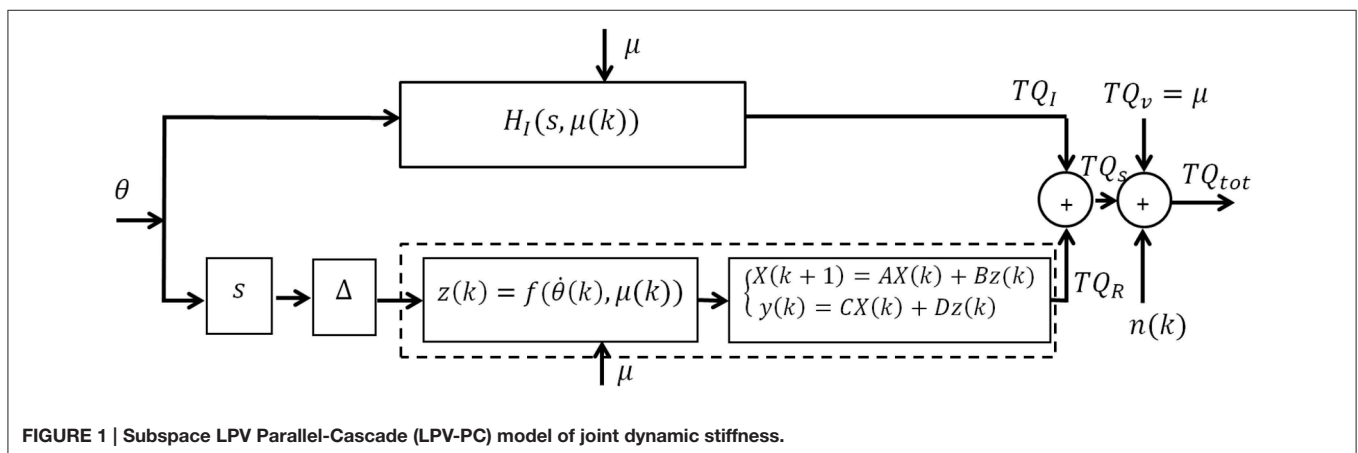 μ
H_I(s, μ(k))
TQ_I
TQ_v = μ
θ
TQ_s
TQ_tot
+
+
s
Δ
z(k) = f(θ̇(k), μ(k))
{X(k + 1) = AX(k) + Bz(k)
y(k) = CX(k) + Dz(k)
TQ_R
n(k)
μ
FIGURE 1 | Subspace LPV Parallel-Cascade (LPV-PC) model of joint dynamic stiffness.